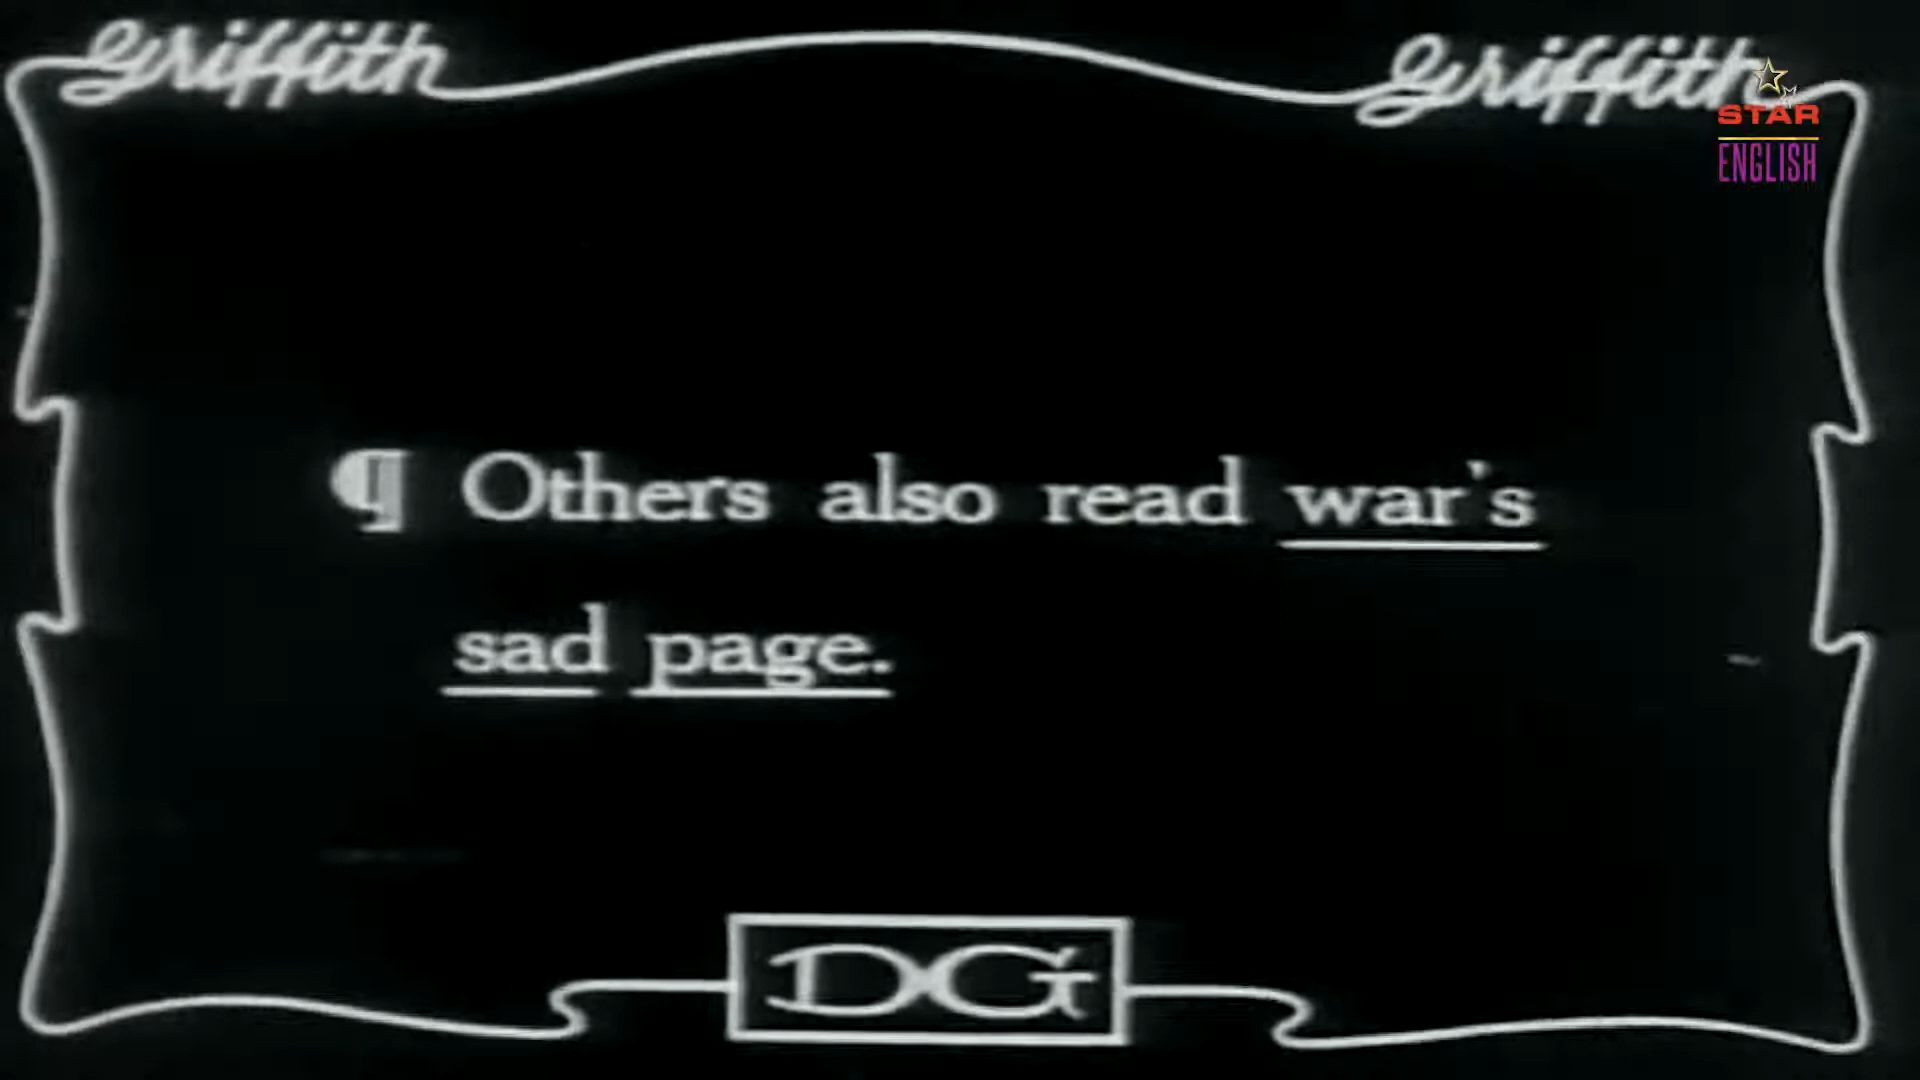 Griffith Griffith
STAR
ENGLISH
¶ Others also read war's
sad page.
DG